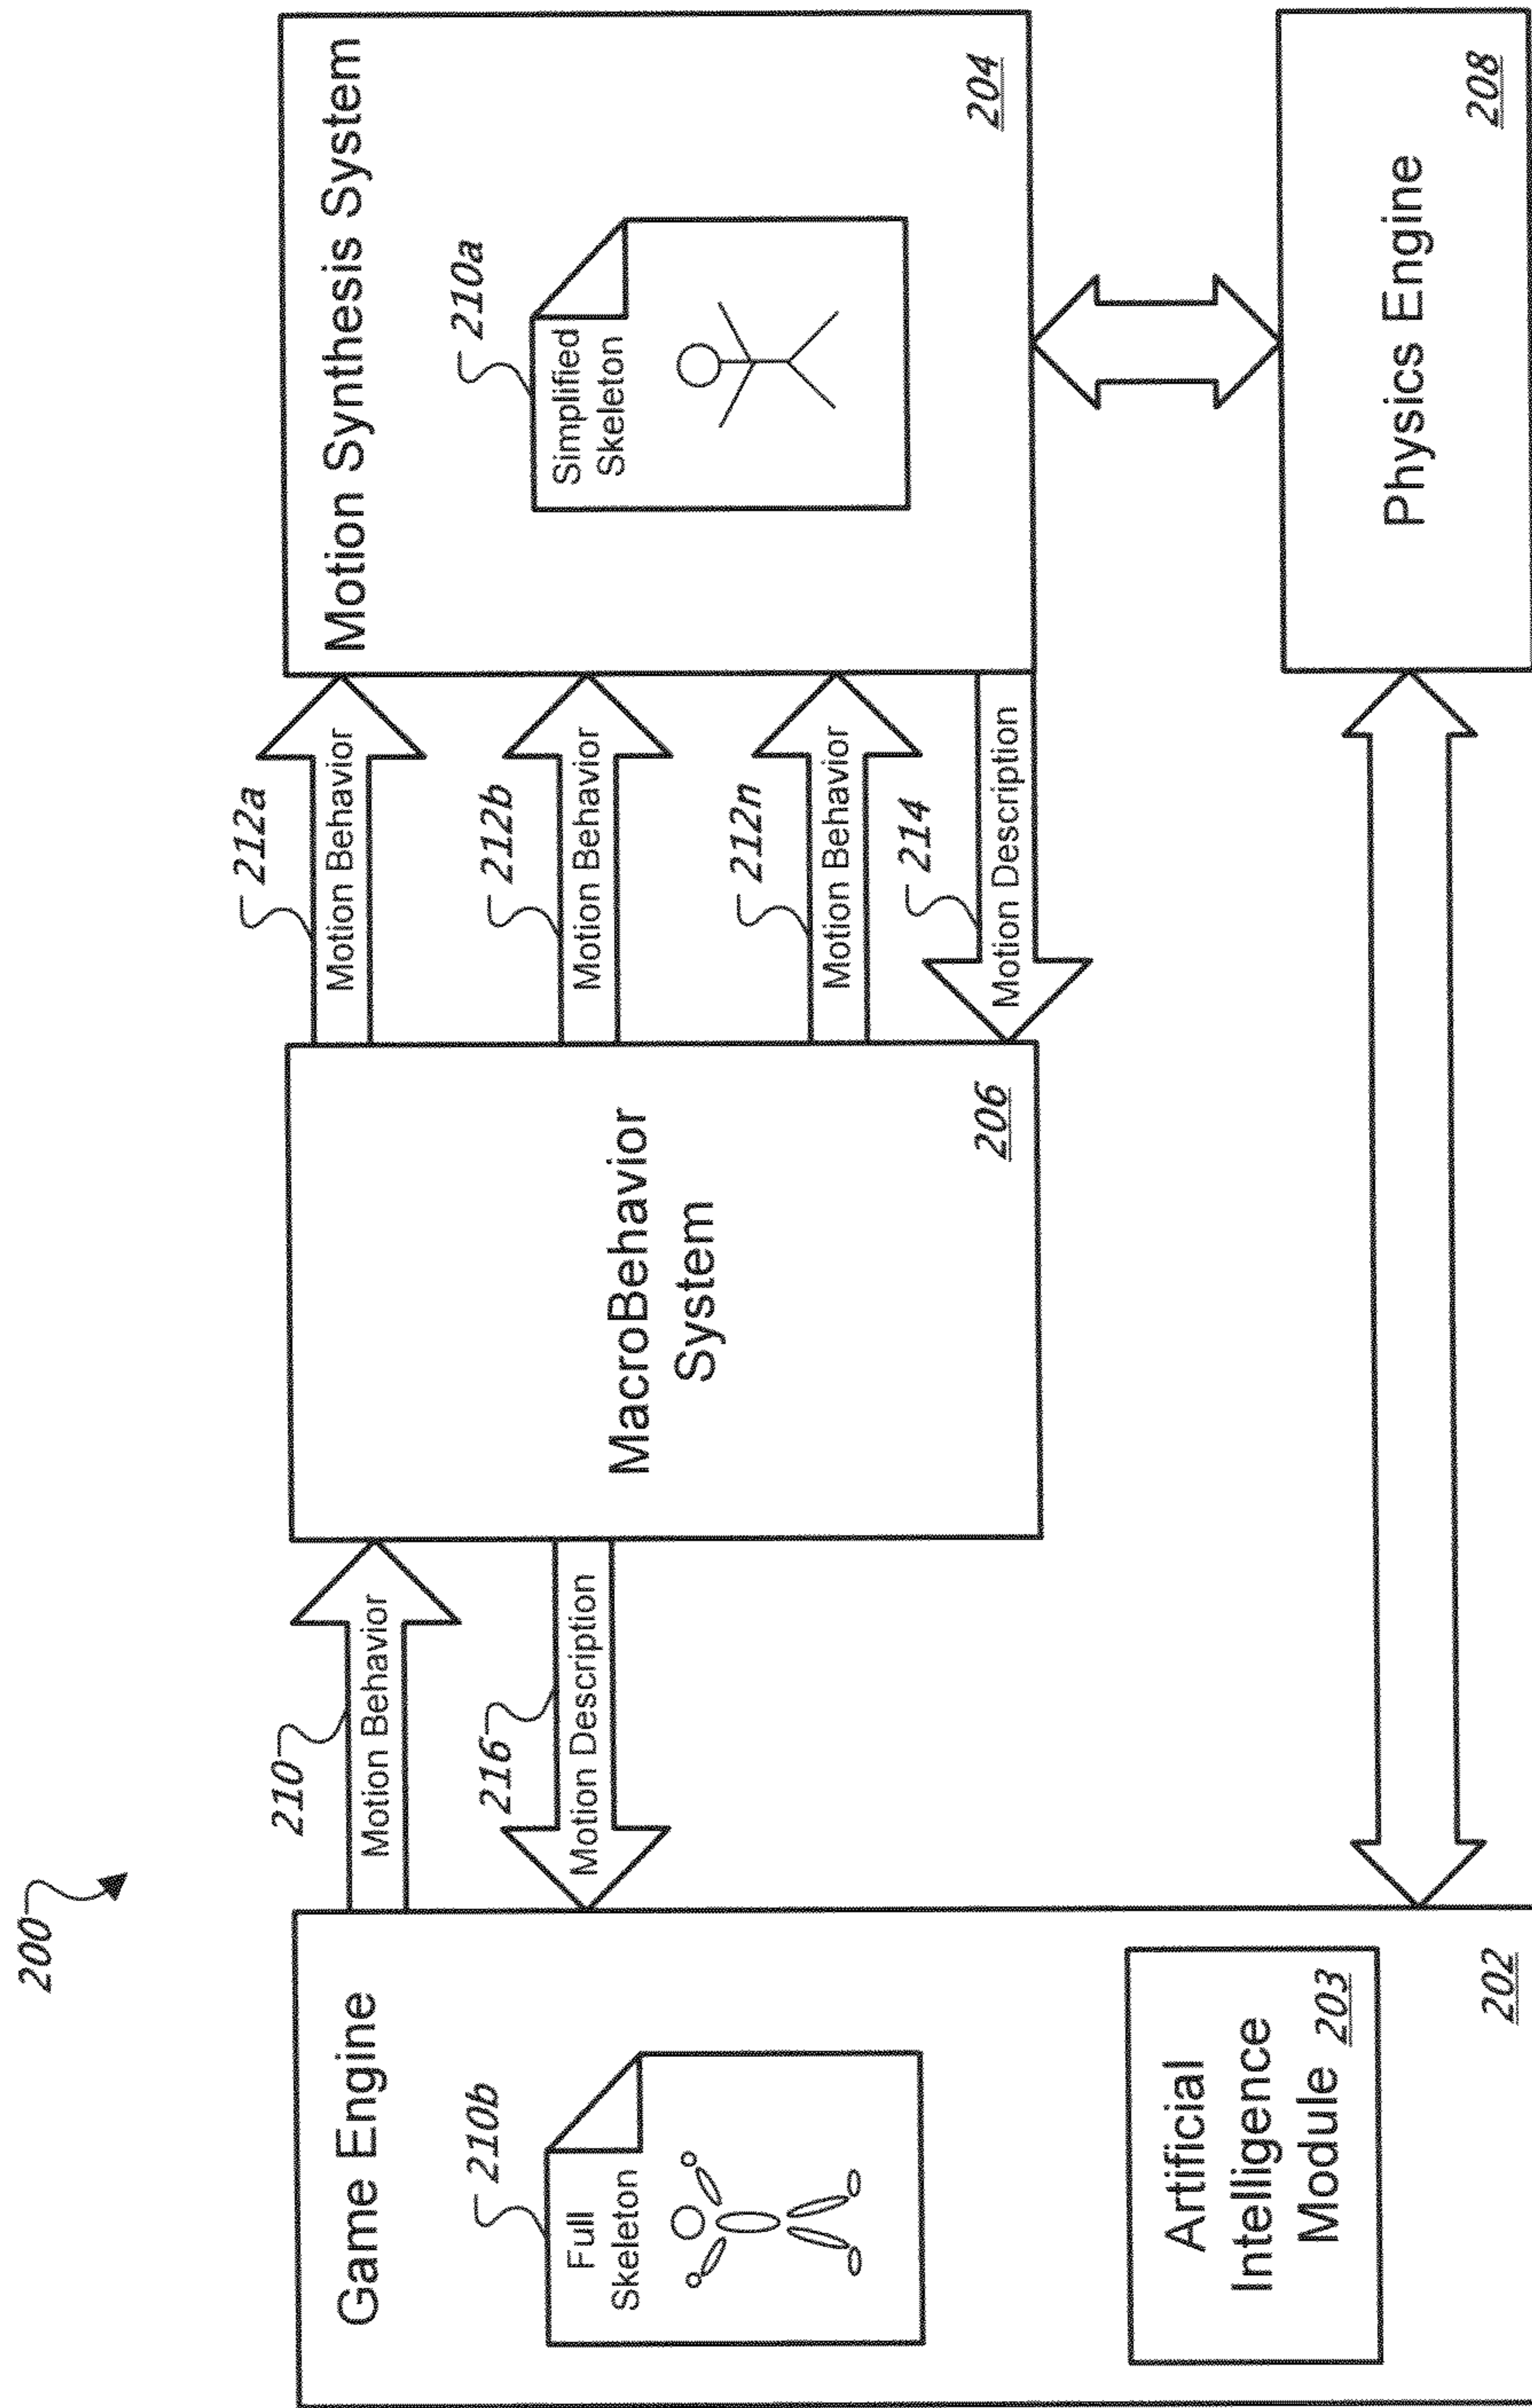 200
Game Engine
210b
Full
Skeleton
Artificial
Intelligence
Module 203
202
210
Motion Behavior
216
Motion Description
MacroBehavior
System
206
212a
Motion Behavior
212b
Motion Behavior
212n
Motion Behavior
214
Motion Description
Motion Synthesis System
210a
Simplified
Skeleton
204
Physics Engine
208